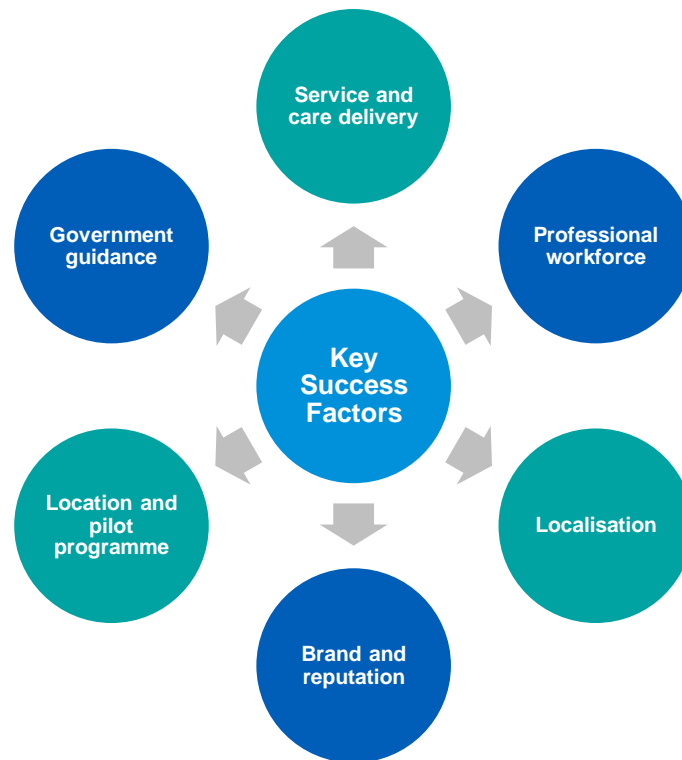 Service and
care delivery
Government
guidance
Professional
workforce
Key
Success
Factors
Location and
pilot
programme
Localisation
Brand and
reputation